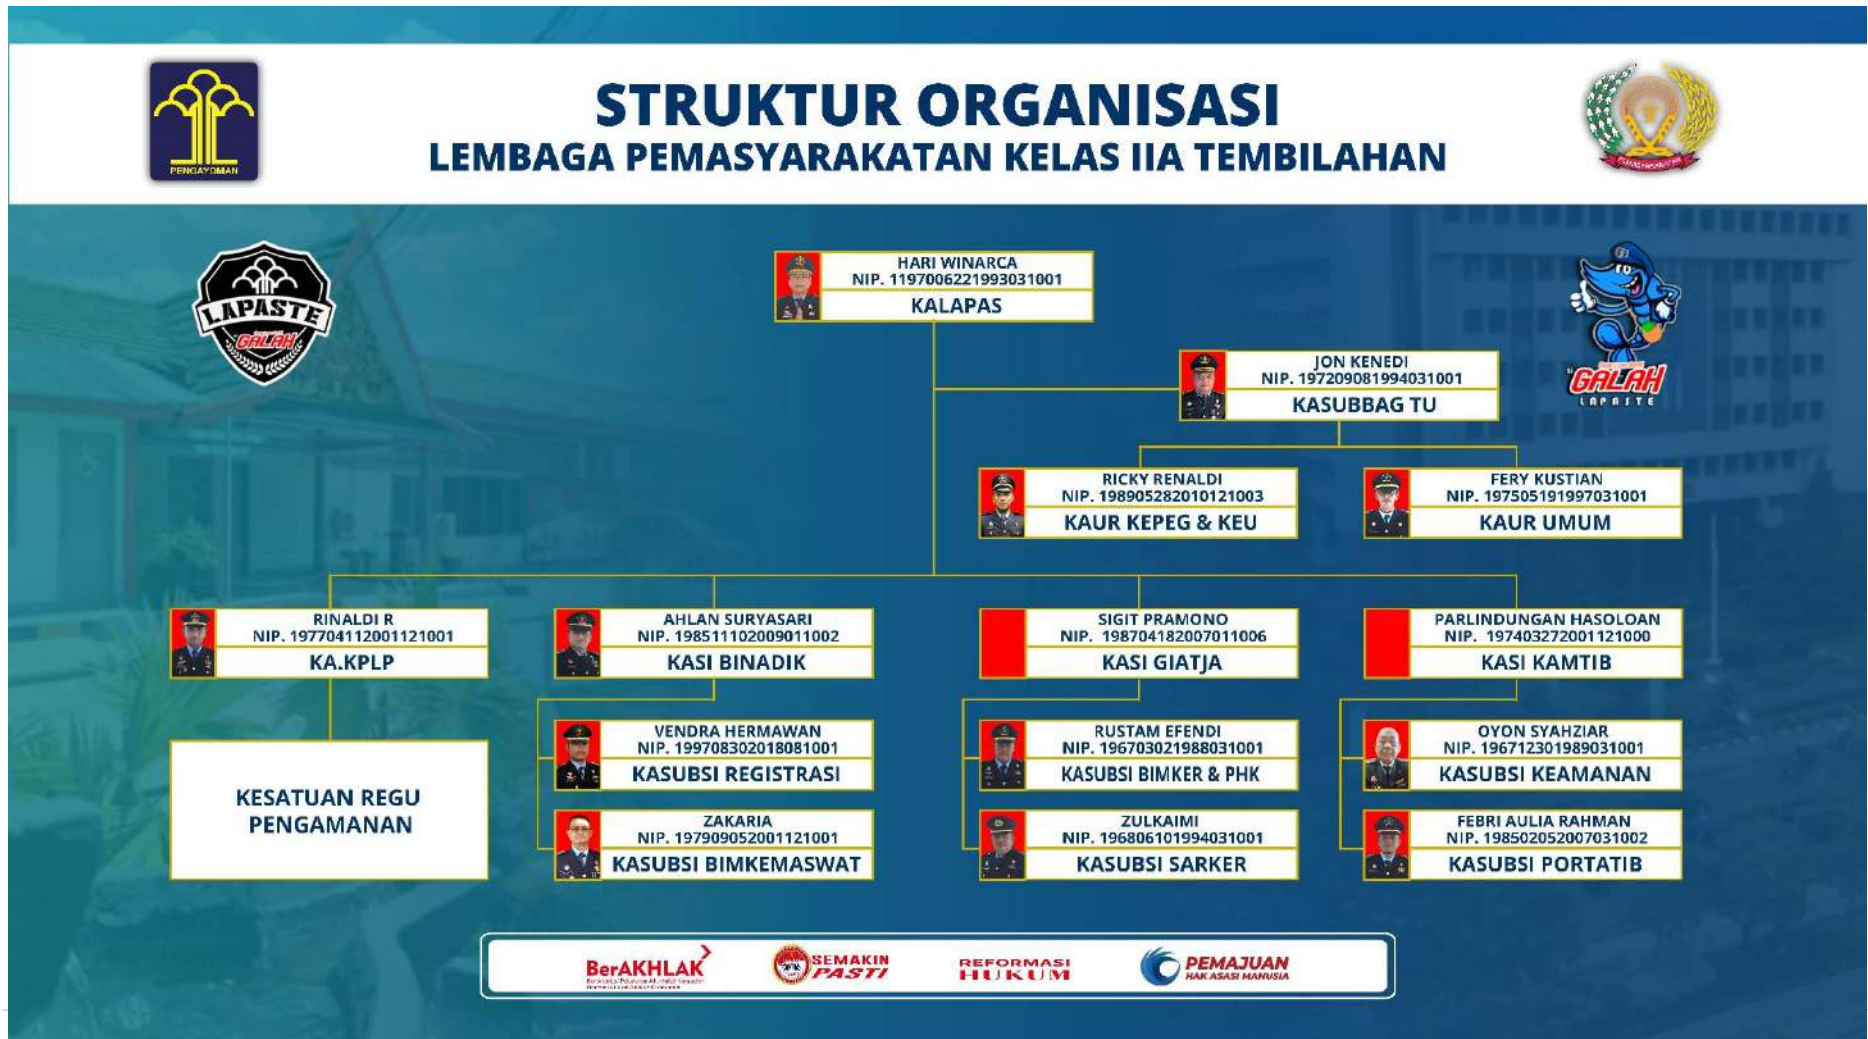 STRUKTUR ORGANISASI
LEMBAGA PEMASYARAKATAN KELAS IIA TEMBILAHAN
PENGAYOMAN
PEMASYARAKATAN
LAPASTE
GALAH
HARI WINARCA
NIP. 1197006221993031001
KALAPAS
GALAH
LAPASTE
JON KENEDI
NIP. 197209081994031001
KASUBBAG TU
RICKY RENALDI
NIP. 198905282010121003
KAUR KEPEG & KEU
FERY KUSTIAN
NIP. 197505191997031001
KAUR UMUM
RINALDI R
NIP. 197704112001121001
KA.KPLP
AHLAN SURYASARI
NIP. 198511102009011002
KASI BINADIK
SIGIT PRAMONO
NIP. 198704182007011006
KASI GIATJA
PARLINDUNGAN HASOLOAN
NIP. 197403272001121000
KASI KAMTIB
KESATUAN REGU
PENGAMANAN
VENDRA HERMAWAN
NIP. 199708302018081001
KASUBSI REGISTRASI
ZAKARIA
NIP. 197909052001121001
KASUBSI BIMKEMASWAT
RUSTAM EFENDI
NIP. 196703021988031001
KASUBSI BIMKER & PHK
ZULKAIMI
NIP. 196806101994031001
KASUBSI SARKER
OYON SYAHZIAR
NIP. 196712301989031001
KASUBSI KEAMANAN
FEBRI AULIA RAHMAN
NIP. 198502052007031002
KASUBSI PORTATIB
BerAKHLAK
SEMAKIN
PASTI
REFORMASI
HUKUM
PEMAJUAN
HAK ASASI MANUSIA